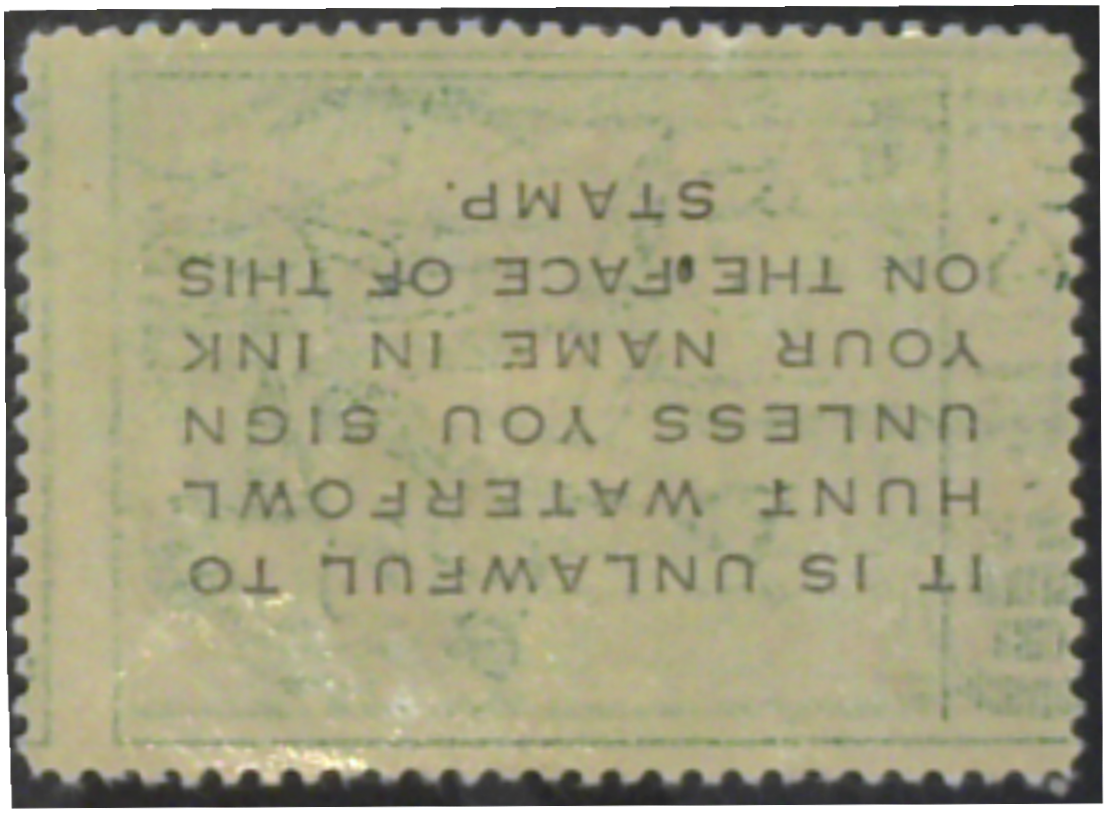 IT IS UNLAWFUL TO
HUNT WATERFOWL
UNLESS YOU SIGN
YOUR NAME IN INK
ON THE FACE OF THIS
STAMP.